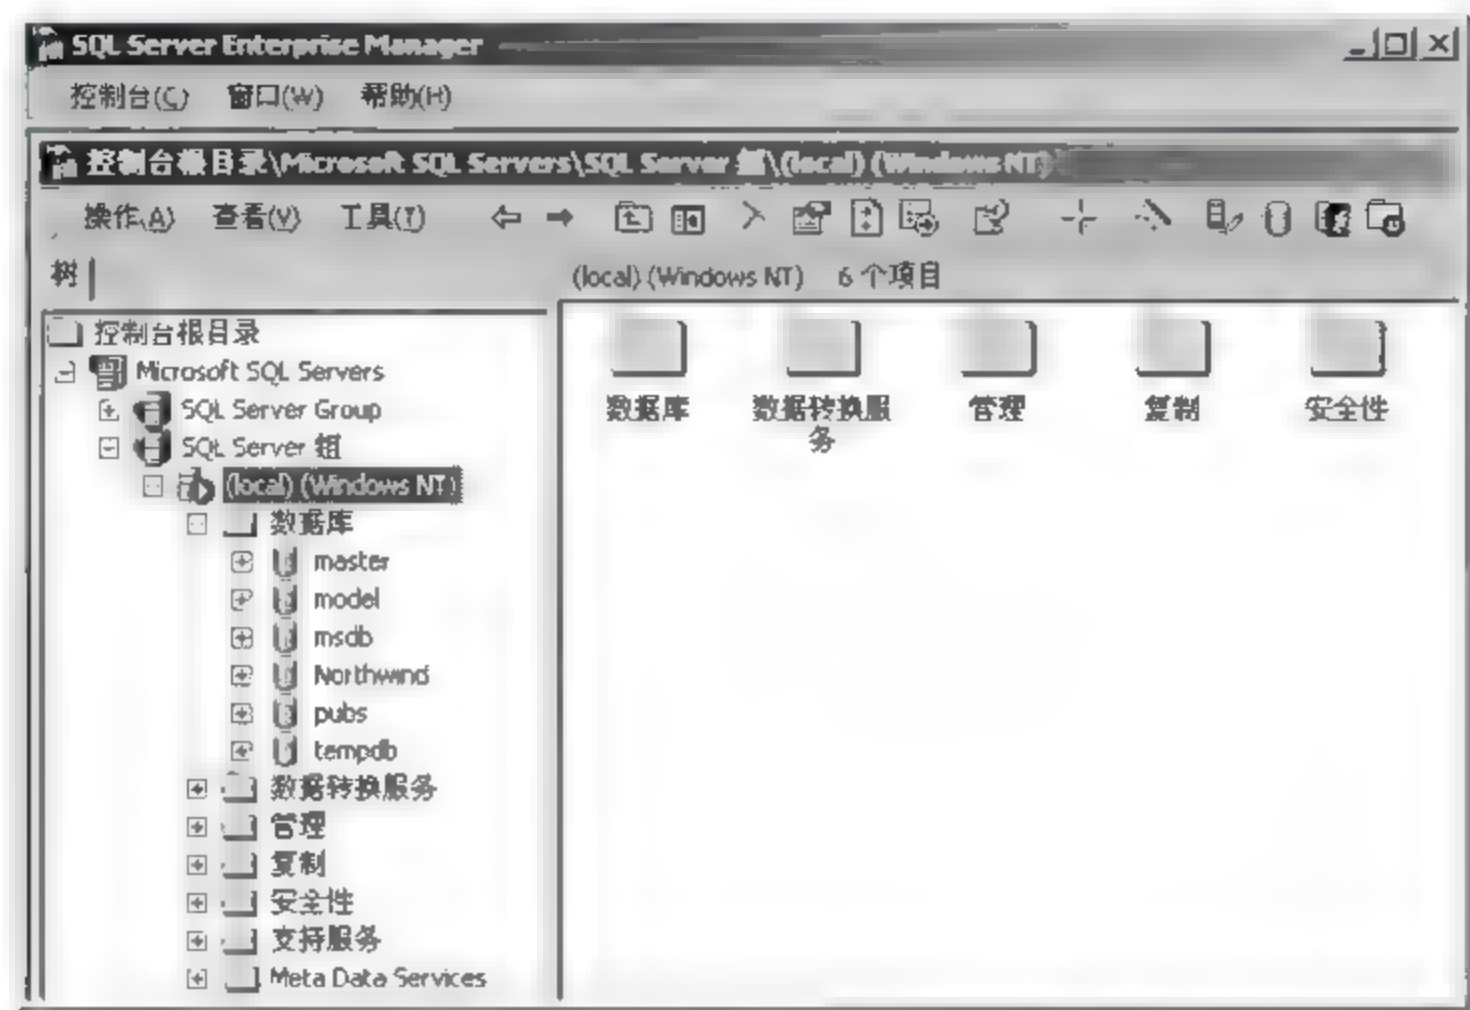 SQL Server Enterprise Manager
控制台(C) 窗口(W) 帮助(H)
控制台根目录\Microsoft SQL Servers\SQL Server 组\(local) (Windows NT)
操作(A) 查看(V) 工具(T)
树
(local) (Windows NT) 6 个项目
控制台根目录
Microsoft SQL Servers
SQL Server Group
SQL Server 组
(local) (Windows NT)
数据库
master
model
msdb
Northwind
pubs
tempdb
数据转换服务
管理
复制
安全性
支持服务
Meta Data Services
数据库
数据转换服
务
管理
复制
安全性